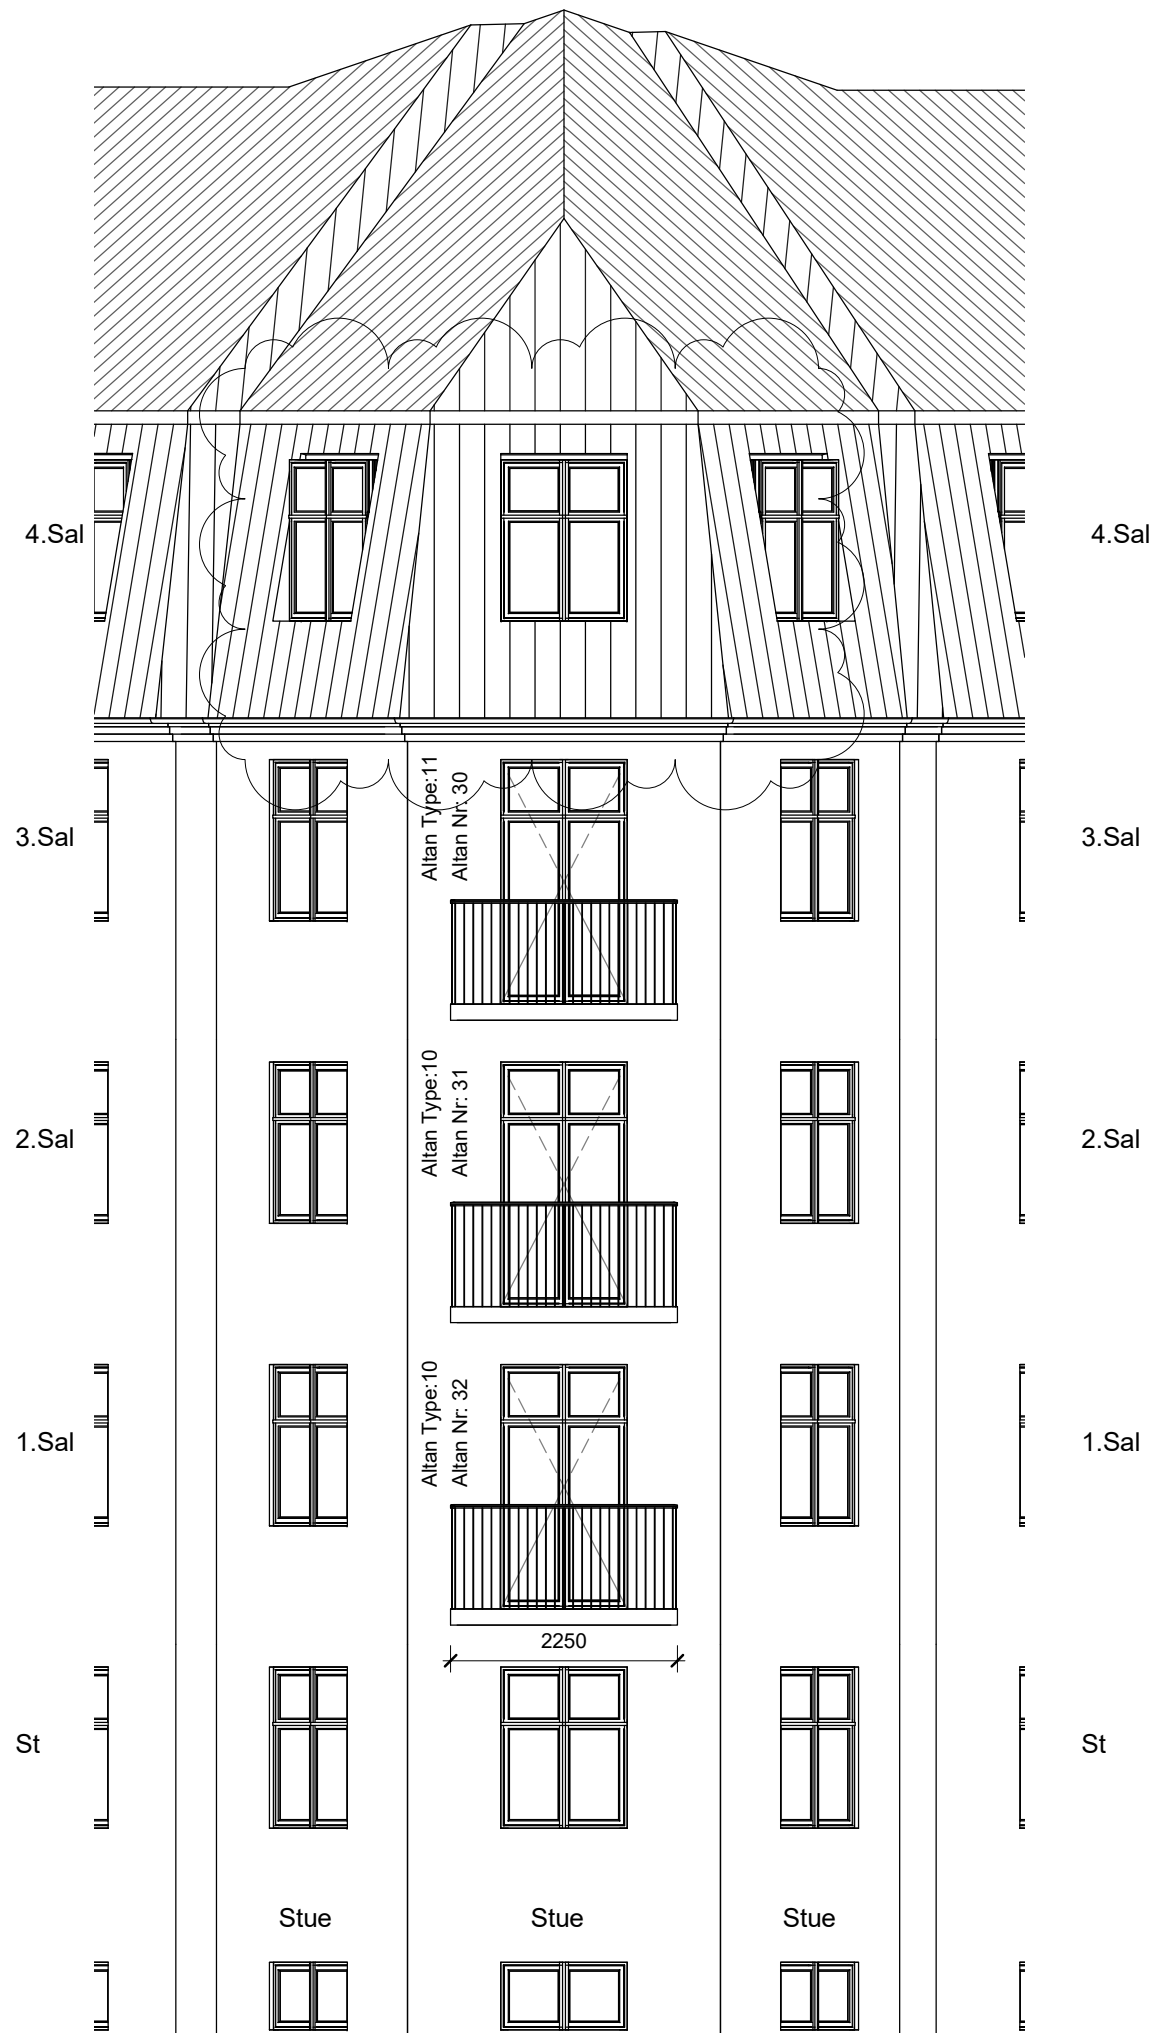 4.Sal
4.Sal
Altan Type:11
Altan Nr: 30
3.Sal
3.Sal
Altan Type:10
Altan Nr: 31
2.Sal
2.Sal
Altan Type:10
Altan Nr: 32
1.Sal
1.Sal
2250
St
St
Stue
Stue
Stue